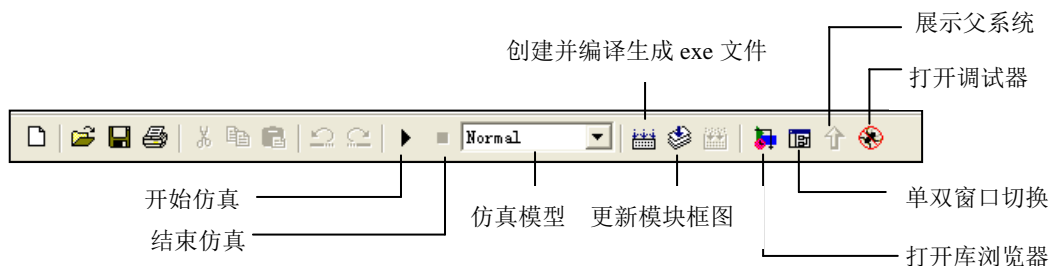 展示父系统
创建并编译生成 exe 文件
打开调试器
Normal
开始仿真
仿真模型
更新模块框图
单双窗口切换
结束仿真
打开库浏览器